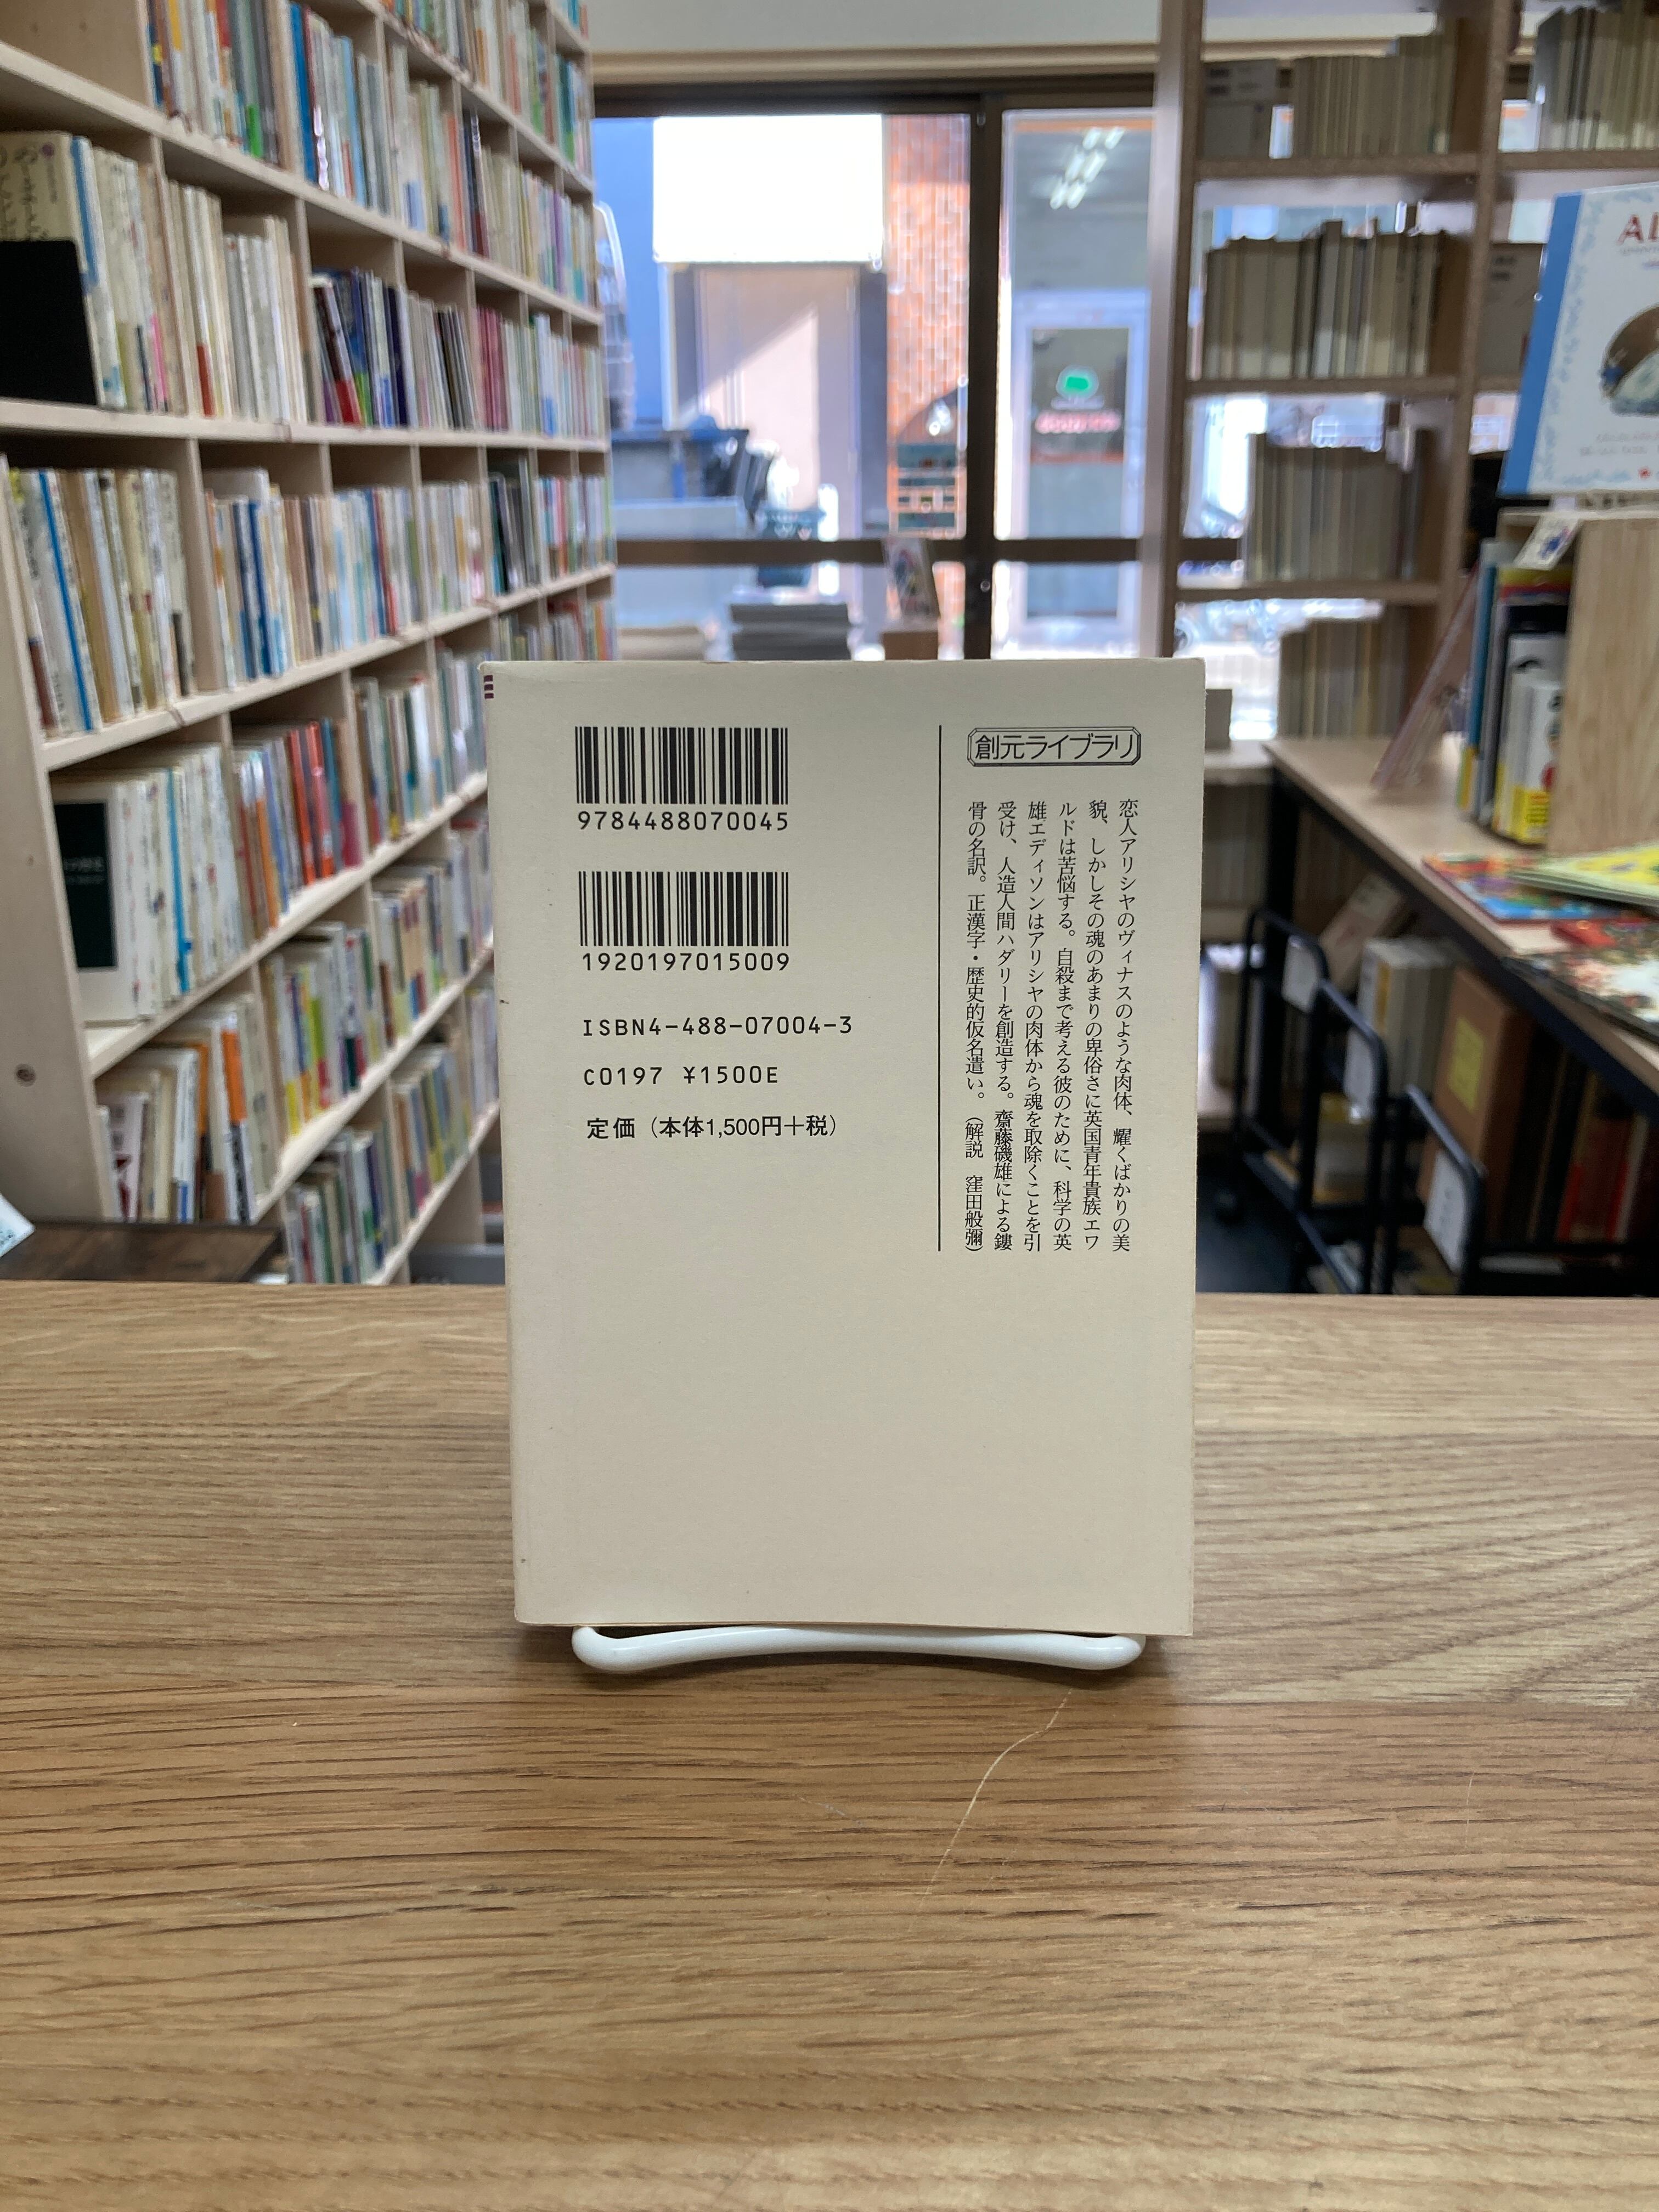 創元ライブラリ
恋人アリシヤのヴィナスのような肉体、耀くばかりの美
貌、しかしその魂のあまりの卑俗さに英国青年貴族エワ
ルドは苦悩する。自殺まで考える彼のために、科学の英
雄エディソンはアリシヤの肉体から魂を取除くことを引
受け、人造人間ハダリーを創造する。齋藤磯雄による鏤
骨の名訳。正漢字・歴史的仮名遣い。（解説　窪田般彌）
9784488070045
1920197015009
ISBN4-488-07004-3
C0197 ¥1500E
定価（本体1,500円＋税）